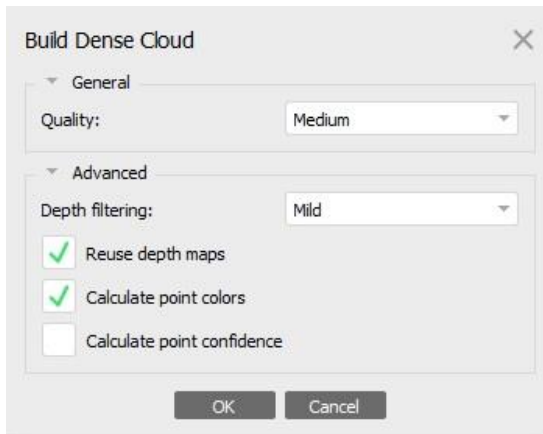 Build Dense Cloud
General
Quality: Medium
Advanced
Depth filtering: Mild
Reuse depth maps
Calculate point colors
Calculate point confidence
OK Cancel